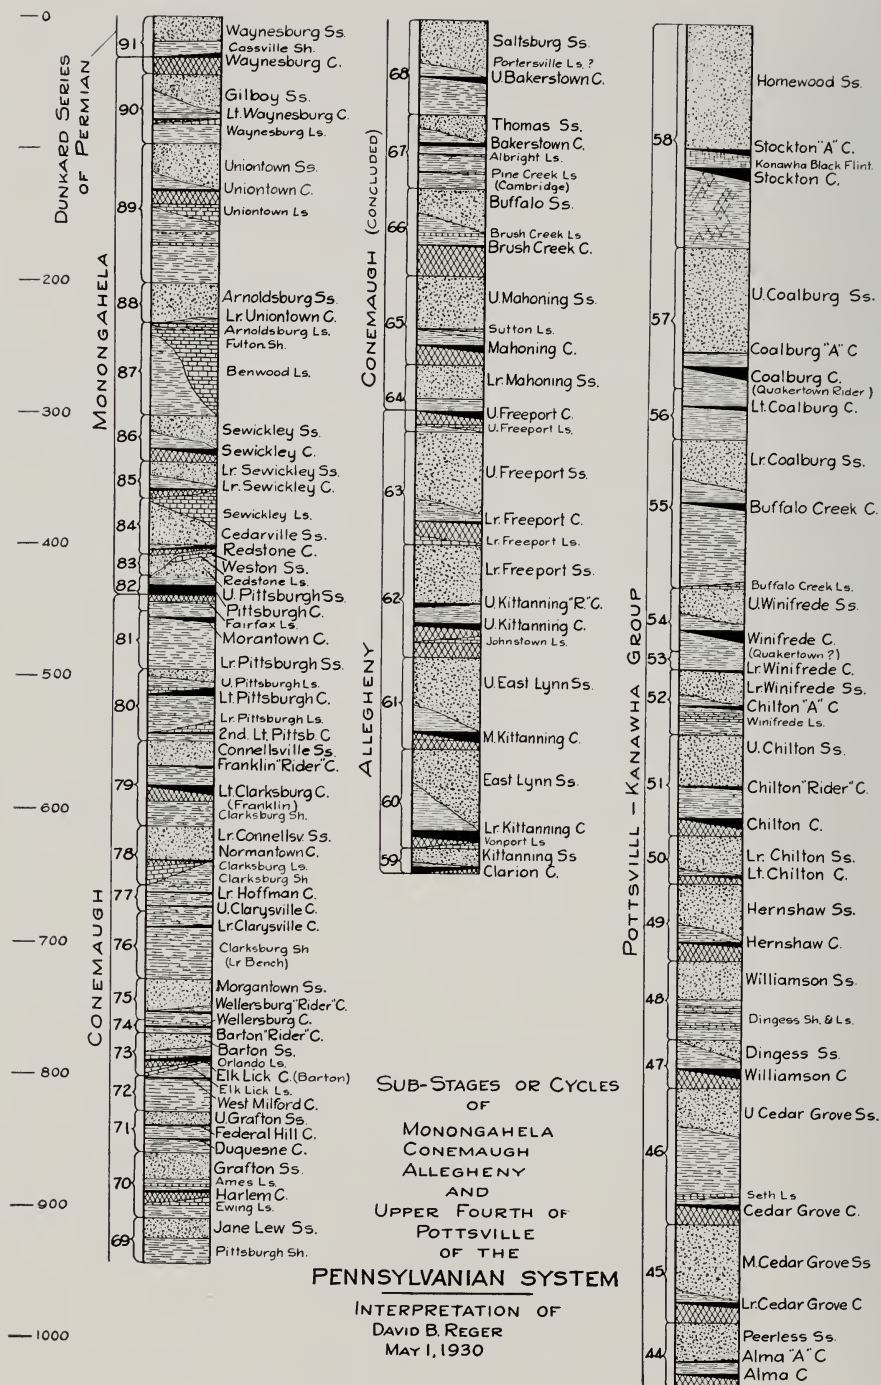 0
100
200
300
400
500
600
700
800
900
1000
DUNKARD SERIES
OF PERMIAN
MONONGAHELA
CONEMAUGH
91
90
89
88
87
86
85
84
83
82
81
80
79
78
77
76
75
74
73
72
71
70
69
Waynesburg Ss.
Cassville Sh.
Waynesburg C.
Gilboy Ss.
Lt. Waynesburg C.
Waynesburg Ls.
Uniontown Ss.
Uniontown C.
Uniontown Ls
Arnoldsburg Ss.
Lr. Uniontown C.
Arnoldsburg Ls.
Fulton. Sh.
Benwood Ls.
Sewickley Ss.
Sewickley C.
Lr. Sewickley Ss.
Lr. Sewickley C.
Sewickley Ls.
Cedarville Ss.
Redstone C.
Weston Ss.
Redstone Ls.
U. Pittsburgh Ss.
Pittsburgh C.
Fairfax Ls.
Morantown C.
Lr. Pittsburgh Ss.
U. Pittsburgh Ls.
Lt. Pittsburgh C.
Lr. Pittsburgh Ls.
2nd. Lt. Pittsb. C
Connellsville Ss.
Franklin "Rider" C.
Lt. Clarksburg C.
(Franklin)
Clarksburg Sh.
Lr. Connellsv. Ss.
Normantown C.
Clarksburg Ls.
Clarksburg Sh
Lr. Hoffman C.
U. Clarysville C.
Lr. Clarysville C.
Clarksburg Sh
(Lr Bench)
Morgantown Ss.
Wellersburg "Rider" C.
Wellersburg C.
Barton "Rider" C.
Barton Ss.
Orlando Ls.
Elk Lick C. (Barton)
Elk Lick Ls.
West Milford C.
U. Grafton Ss.
Federal Hill C.
Duquesne C.
Grafton Ss.
Ames Ls.
Harlem C.
Ewing Ls.
Jane Lew Ss.
Pittsburgh Sh.
CONEMAUGH (CONCLUDED)
ALLEGHENY
68
67
66
65
64
63
62
61
60
59
Saltsburg Ss.
Portersville Ls. ?
U. Bakerstown C.
Thomas Ss.
Bakerstown C.
Albright Ls.
Pine Creek Ls
(Cambridge)
Buffalo Ss.
Brush Creek Ls
Brush Creek C.
U. Mahoning Ss.
Sutton Ls.
Mahoning C.
Lr. Mahoning Ss.
U. Freeport C.
U. Freeport Ls.
U. Freeport Ss.
Lr. Freeport C.
Lr. Freeport Ls.
Lr. Freeport Ss.
U. Kittanning "R." C.
U. Kittanning C.
Johnstown Ls.
U. East Lynn Ss.
M. Kittanning C.
East Lynn Ss.
Lr. Kittanning C
Vanport Ls
Kittanning Ss
Clarion C.
POTTSVILLL – KANAWHA GROUP
58
57
56
55
54
53
52
51
50
49
48
47
46
45
44
Homewood Ss.
Stockton "A" C.
Kanawha Black Flint.
Stockton C.
U. Coalburg Ss.
Coalburg "A" C
Coalburg C.
(Quakertown Rider)
Lt. Coalburg C.
Lr. Coalburg Ss.
Buffalo Creek C.
Buffalo Creek Ls.
U. Winifrede Ss.
Winifrede C.
(Quakertown ?)
Lr. Winifrede C.
Lr. Winifrede Ss.
Chilton "A" C
Winifrede Ls.
U. Chilton Ss.
Chilton "Rider" C.
Chilton C.
Lr. Chilton Ss.
Lt. Chilton C.
Hernshaw Ss.
Hernshaw C.
Williamson Ss.
Dingess Sh. & Ls.
Dingess Ss.
Williamson C
U. Cedar Grove Ss.
Seth Ls
Cedar Grove C.
M. Cedar Grove Ss
Lr. Cedar Grove C
Peerless Ss.
Alma "A" C
Alma C
SUB-STAGES OR CYCLES
OF
MONONGAHELA
CONEMAUGH
ALLEGHENY
AND
UPPER FOURTH OF
POTTSVILLE
OF THE
PENNSYLVANIAN SYSTEM
INTERPRETATION OF
DAVID B. REGER
MAY 1, 1930